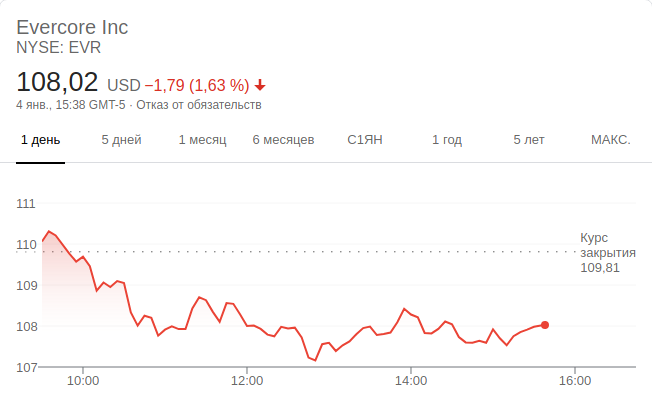 Evercore Inc
NYSE: EVR
108,02 USD −1,79 (1,63 %)
4 янв., 15:38 GMT-5 · Отказ от обязательств
1 день 5 дней 1 месяц 6 месяцев С1ЯН 1 год 5 лет МАКС.
111
110
109
108
107
Курс
закрытия
109,81
10:00 12:00 14:00 16:00